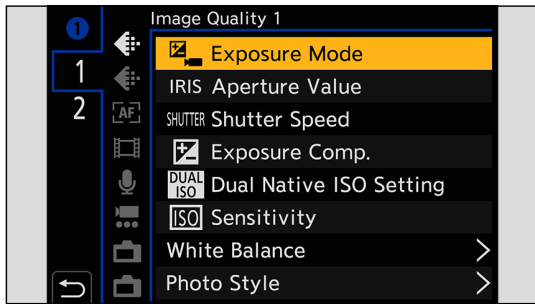 Image Quality 1
1
1
2
AF
Exposure Mode
IRIS Aperture Value
SHUTTER Shutter Speed
Exposure Comp.
DUAL ISO Dual Native ISO Setting
ISO Sensitivity
White Balance
Photo Style